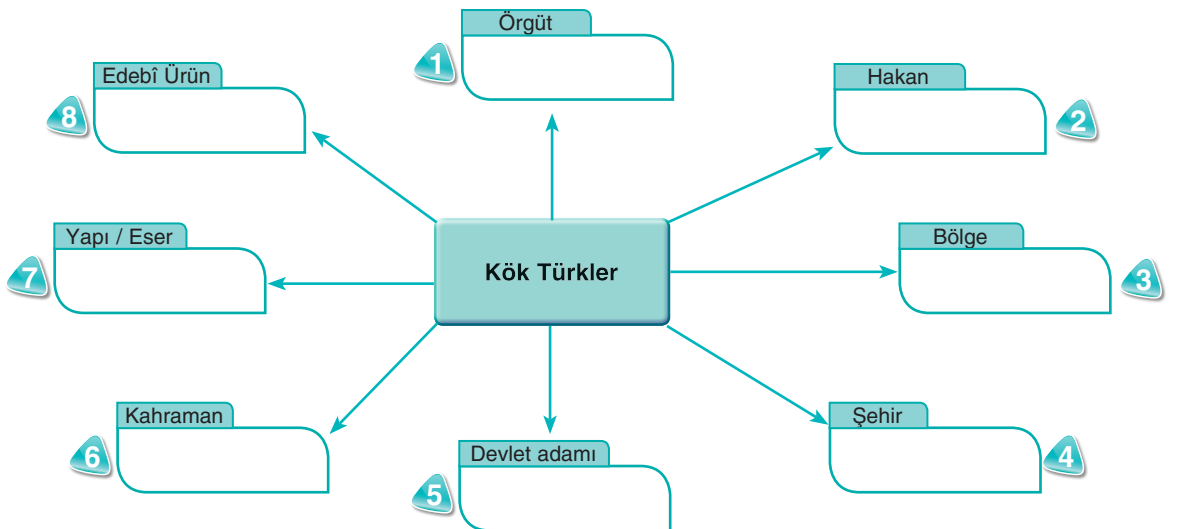 Örgüt
1
Hakan
2
Bölge
3
Şehir
4
Devlet adamı
5
Kahraman
6
Yapı / Eser
7
Edebî Ürün
8
Kök Türkler